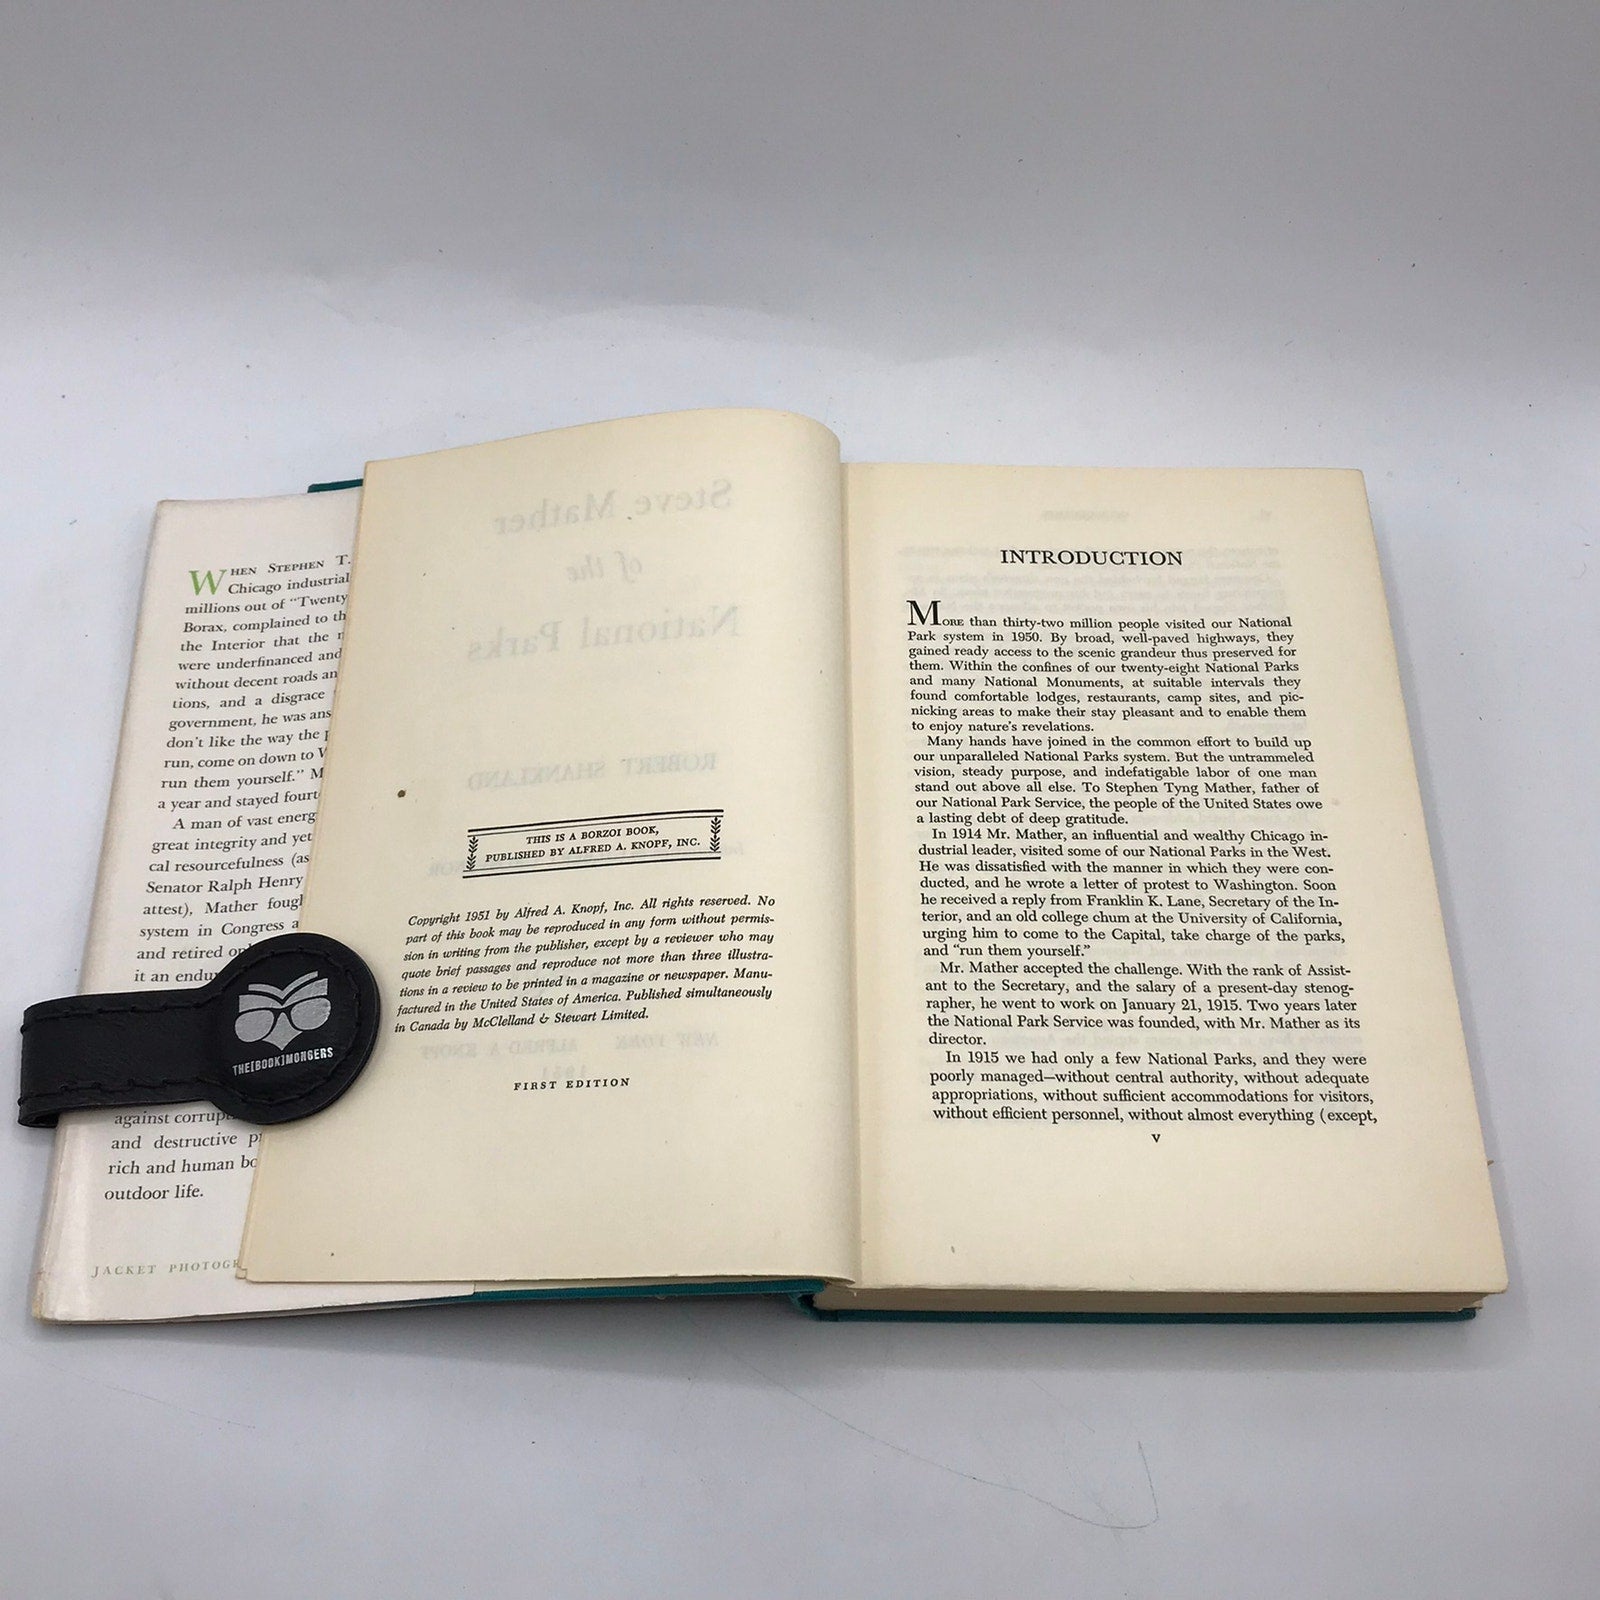 WHEN STEPHEN T.
Chicago industrial
millions out of "Twenty
Borax, complained to th
the Interior that the
were underfinanced and
without decent roads an
tions, and a disgrace
government, he was ans
don't like the way the
run, come on down to
run them yourself."
a year and stayed fourt
A man of vast energ
great integrity and yet
cal resourcefulness (as
Senator Ralph Henry
attest), Mather foug
system in Congress a
and retired on
it an endu
against corrup
and destructive
rich and human bo
outdoor life.
JACKET PHOTOGR
THE[BOOK]MONGERS
Steve Mather
of the
National Parks
ROBERT SHANKLAND
NEW YORK ALFRED A KNOPF
1951
THIS IS A BORZOI BOOK,
PUBLISHED BY ALFRED A. KNOPF, INC.
Copyright 1951 by Alfred A. Knopf, Inc. All rights reserved. No
part of this book may be reproduced in any form without permis-
sion in writing from the publisher, except by a reviewer who may
quote brief passages and reproduce not more than three illustra-
tions in a review to be printed in a magazine or newspaper. Manu-
factured in the United States of America. Published simultaneously
in Canada by McClelland & Stewart Limited.
FIRST EDITION
INTRODUCTION
MORE than thirty-two million people visited our National
Park system in 1950. By broad, well-paved highways, they
gained ready access to the scenic grandeur thus preserved for
them. Within the confines of our twenty-eight National Parks
and many National Monuments, at suitable intervals they
found comfortable lodges, restaurants, camp sites, and pic-
nicking areas to make their stay pleasant and to enable them
to enjoy nature's revelations.
Many hands have joined in the common effort to build up
our unparalleled National Parks system. But the untrammeled
vision, steady purpose, and indefatigable labor of one man
stand out above all else. To Stephen Tyng Mather, father of
our National Park Service, the people of the United States owe
a lasting debt of deep gratitude.
In 1914 Mr. Mather, an influential and wealthy Chicago in-
dustrial leader, visited some of our National Parks in the West.
He was dissatisfied with the manner in which they were con-
ducted, and he wrote a letter of protest to Washington. Soon
he received a reply from Franklin K. Lane, Secretary of the In-
terior, and an old college chum at the University of California,
urging him to come to the Capital, take charge of the parks,
and "run them yourself."
Mr. Mather accepted the challenge. With the rank of Assist-
ant to the Secretary, and the salary of a present-day stenog-
rapher, he went to work on January 21, 1915. Two years later
the National Park Service was founded, with Mr. Mather as its
director.
In 1915 we had only a few National Parks, and they were
poorly managed—without central authority, without adequate
appropriations, without sufficient accommodations for visitors,
without efficient personnel, without almost everything (except,
v